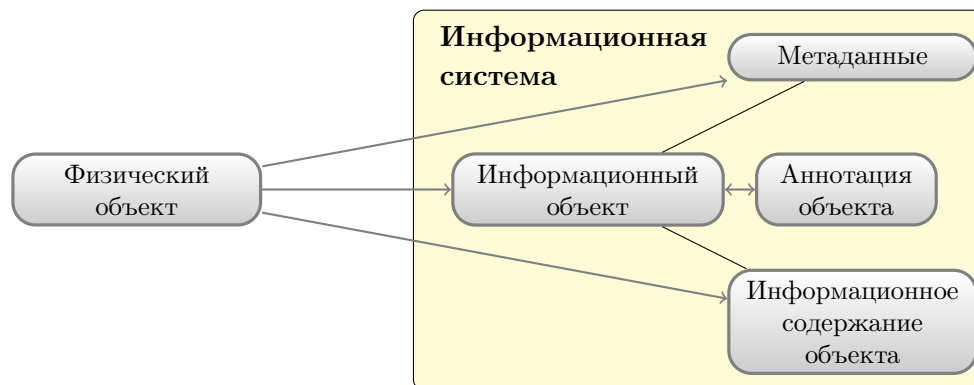 Информационная
система
Метаданные
Физический
объект
Информационный
объект
Аннотация
объекта
Информационное
содержание
объекта